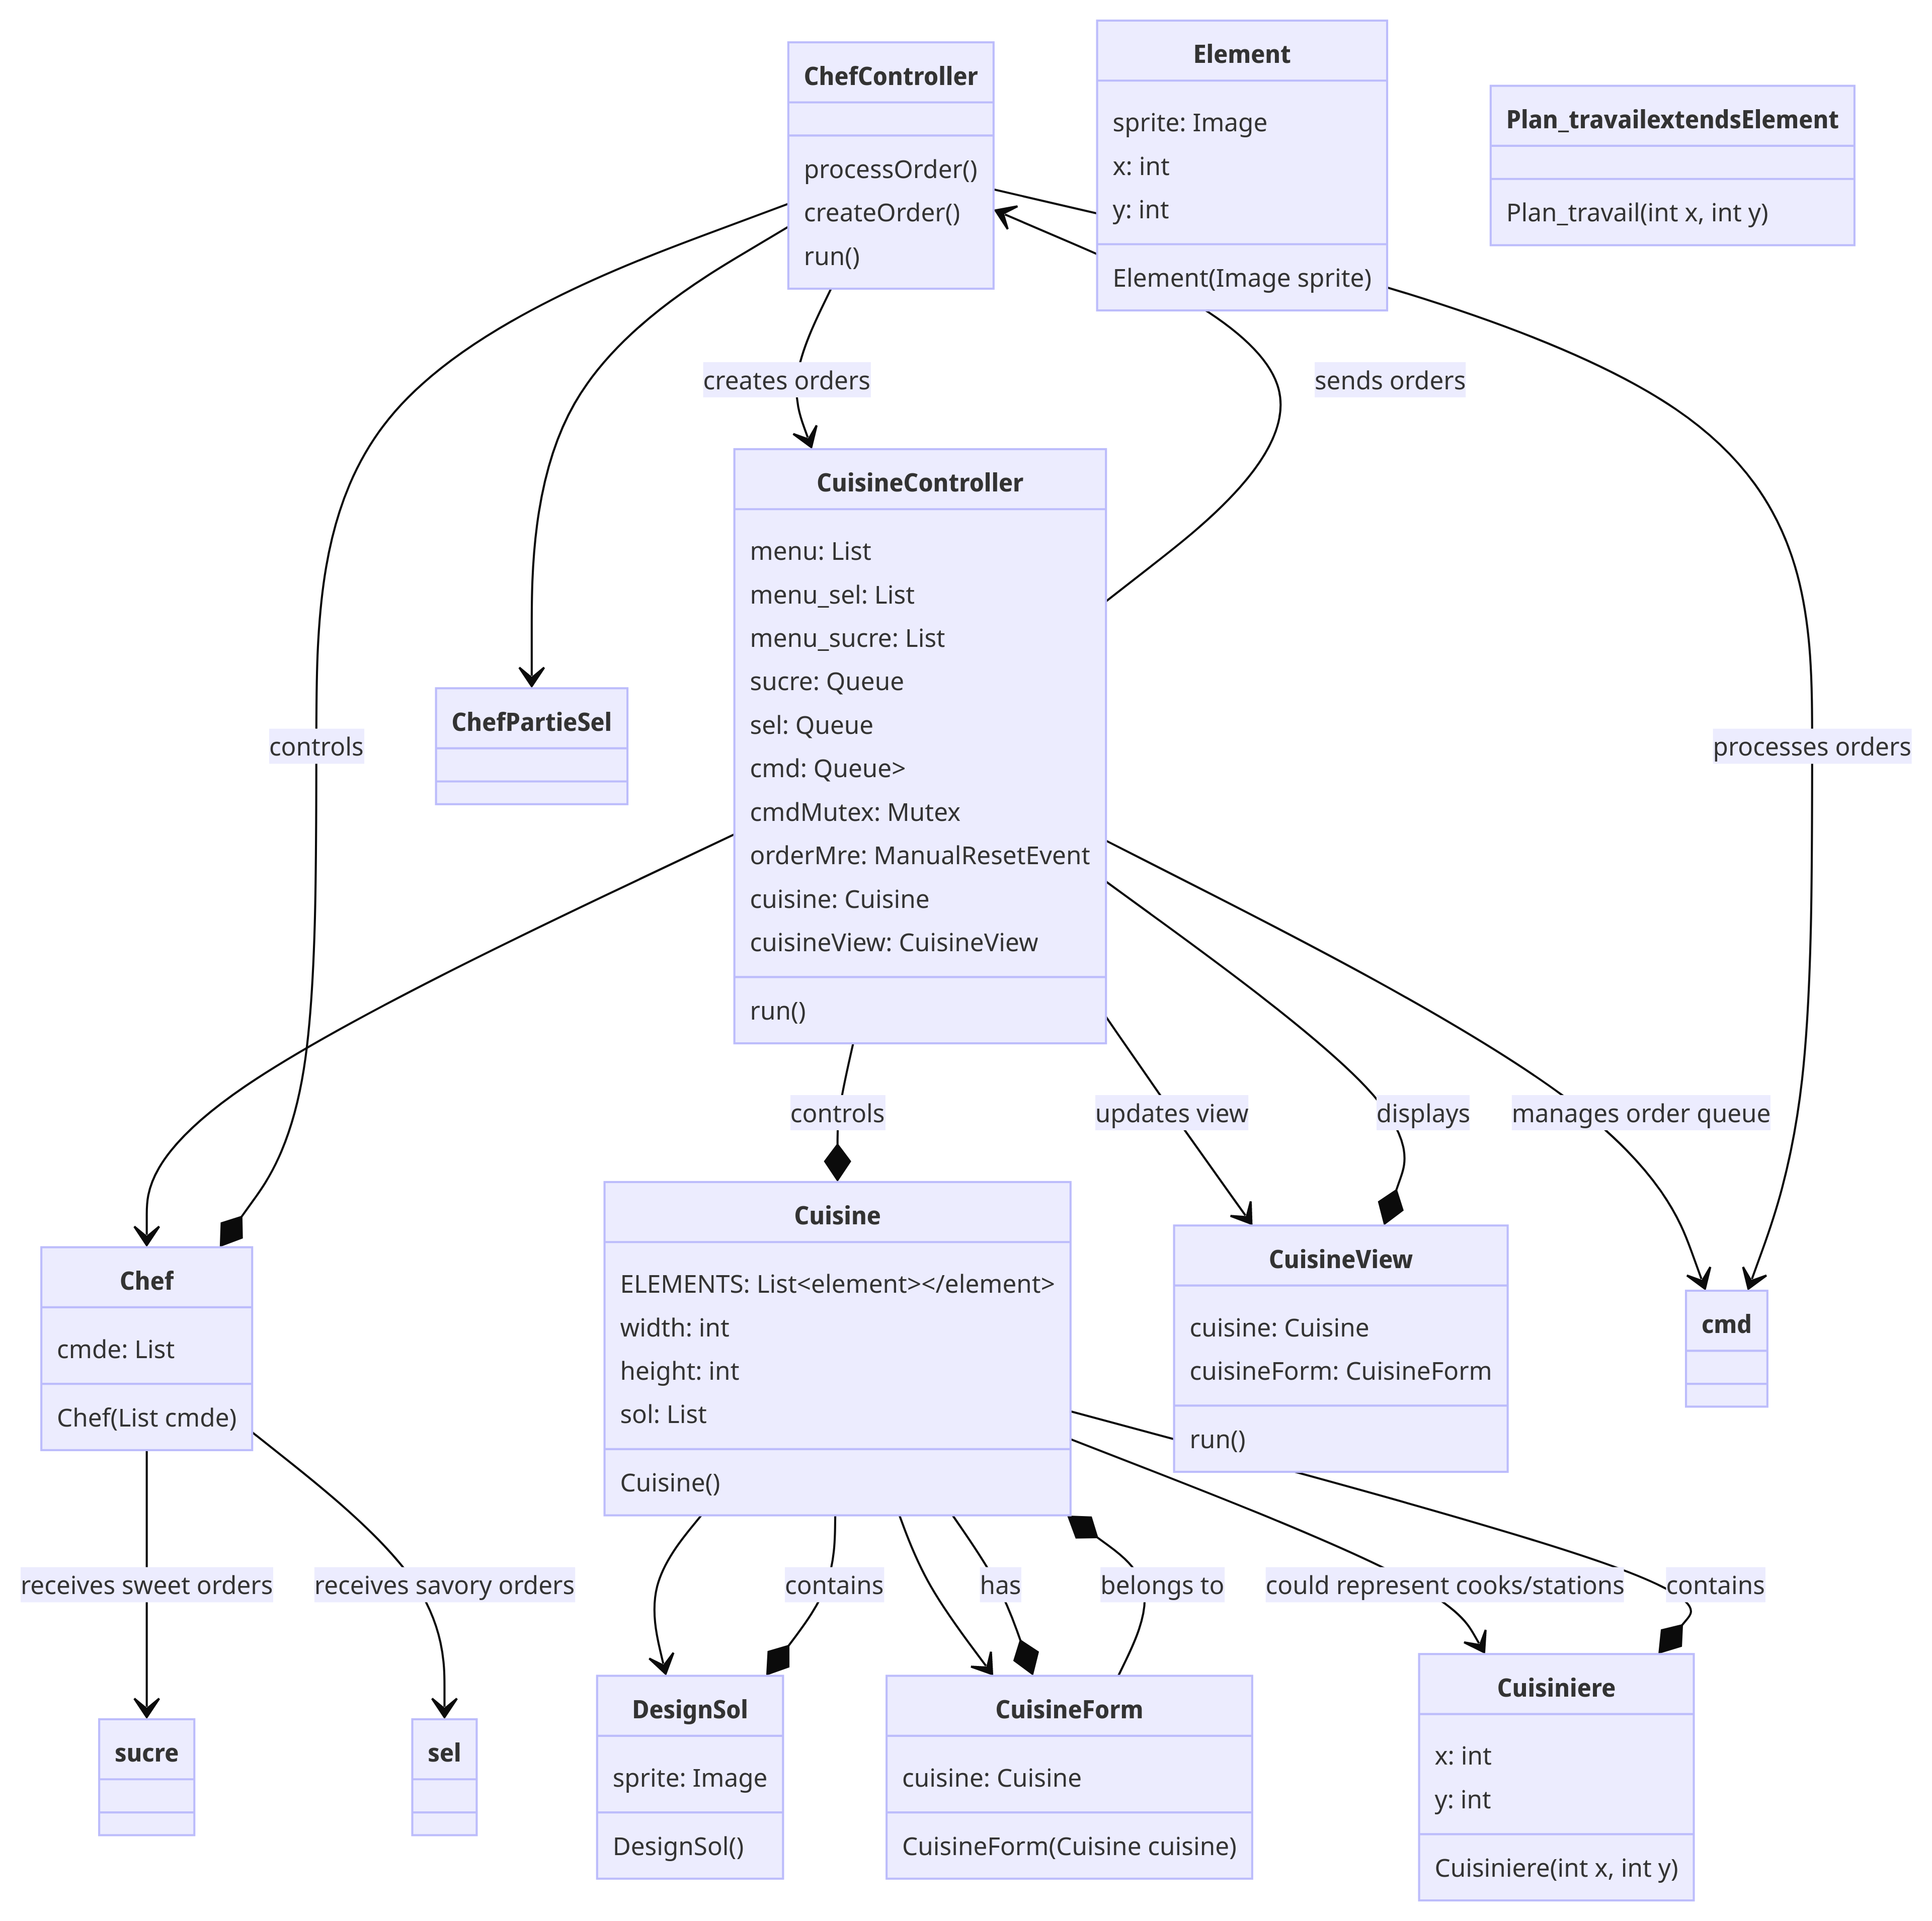 ChefController
processOrder()
createOrder()
run()
Element
sprite: Image
x: int
y: int
Element(Image sprite)
Plan_travailextendsElement
Plan_travail(int x, int y)
creates orders
sends orders
CuisineController
menu: List
menu_sel: List
menu_sucre: List
sucre: Queue
sel: Queue
cmd: Queue>
cmdMutex: Mutex
orderMre: ManualResetEvent
cuisine: Cuisine
cuisineView: CuisineView
run()
ChefPartieSel
controls
processes orders
controls
updates view
displays
manages order queue
Chef
cmde: List
Chef(List cmde)
Cuisine
ELEMENTS: List<element></element>
width: int
height: int
sol: List
Cuisine()
CuisineView
cuisine: Cuisine
cuisineForm: CuisineForm
run()
cmd
receives sweet orders
receives savory orders
contains
has
belongs to
could represent cooks/stations
contains
sucre
sel
DesignSol
sprite: Image
DesignSol()
CuisineForm
cuisine: Cuisine
CuisineForm(Cuisine cuisine)
Cuisiniere
x: int
y: int
Cuisiniere(int x, int y)